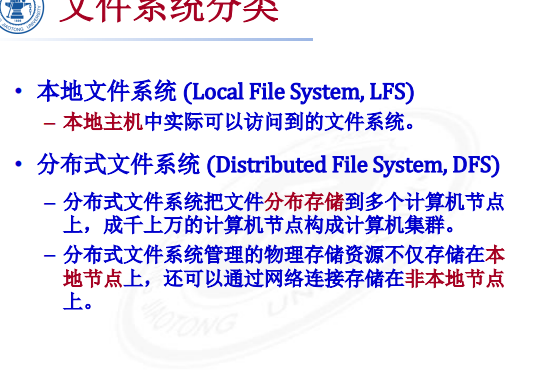 文件系统分类
• 本地文件系统 (Local File System, LFS)
– 本地主机中实际可以访问到的文件系统。
• 分布式文件系统 (Distributed File System, DFS)
– 分布式文件系统把文件分布存储到多个计算机节点
上，成千上万的计算机节点构成计算机集群。
– 分布式文件系统管理的物理存储资源不仅存储在本
地节点上，还可以通过网络连接存储在非本地节点
上。